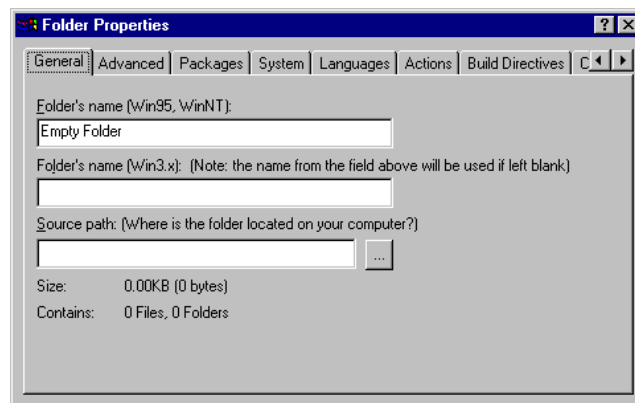 Folder Properties
General Advanced Packages System Languages Actions Build Directives C
Folder's name (Win95, WinNT):
Empty Folder
Folder's name (Win3.x): (Note: the name from the field above will be used if left blank)
Source path: (Where is the folder located on your computer?)
...
Size: 0.00KB (0 bytes)
Contains: 0 Files, 0 Folders